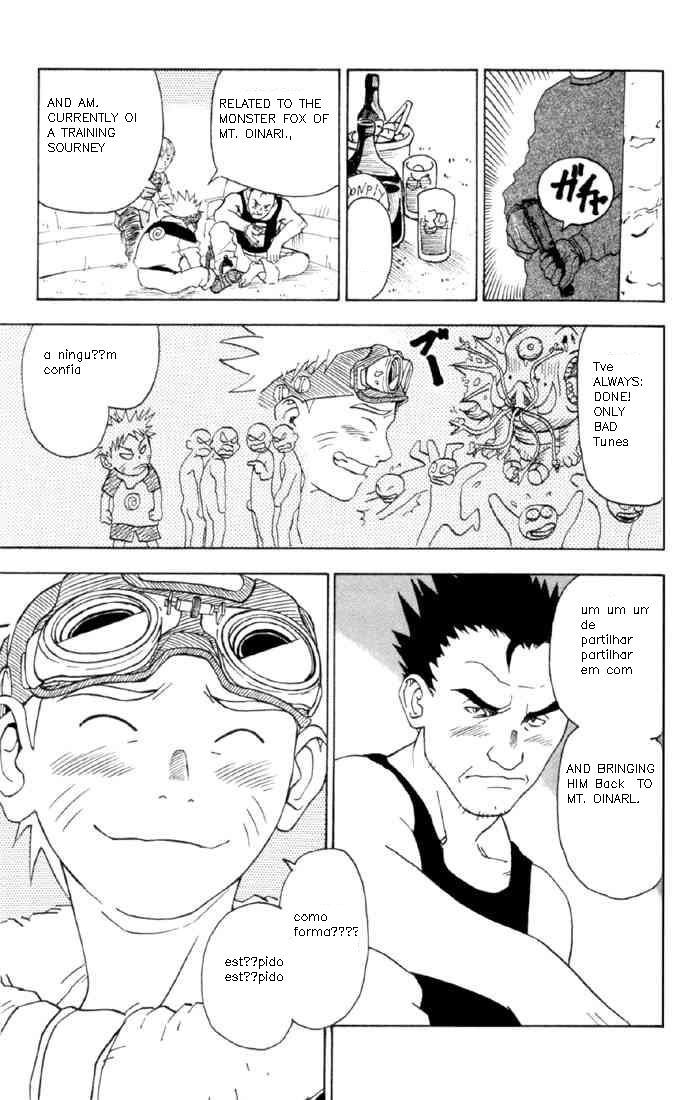 ガチャ
RELATED TO THE
MONSTER FOX OF
MT. OINARI.,
AND AM.
CURRENTLY OI
A TRAINING
SOURNEY
Tve
ALWAYS:
DONE!
ONLY
BAD
Tunes
ブー
a ningu??m
confia
um um um
de
partilhar
partilhar
em com
AND BRINGING
HIM Back TO
MT. OINARL.
como
forma????
est??pido
est??pido